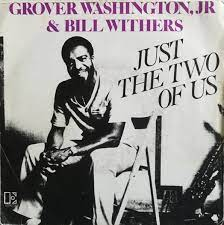 GROVER WASHINGTON, JR
& BILL WITHERS
JUST
THE TWO
OF US